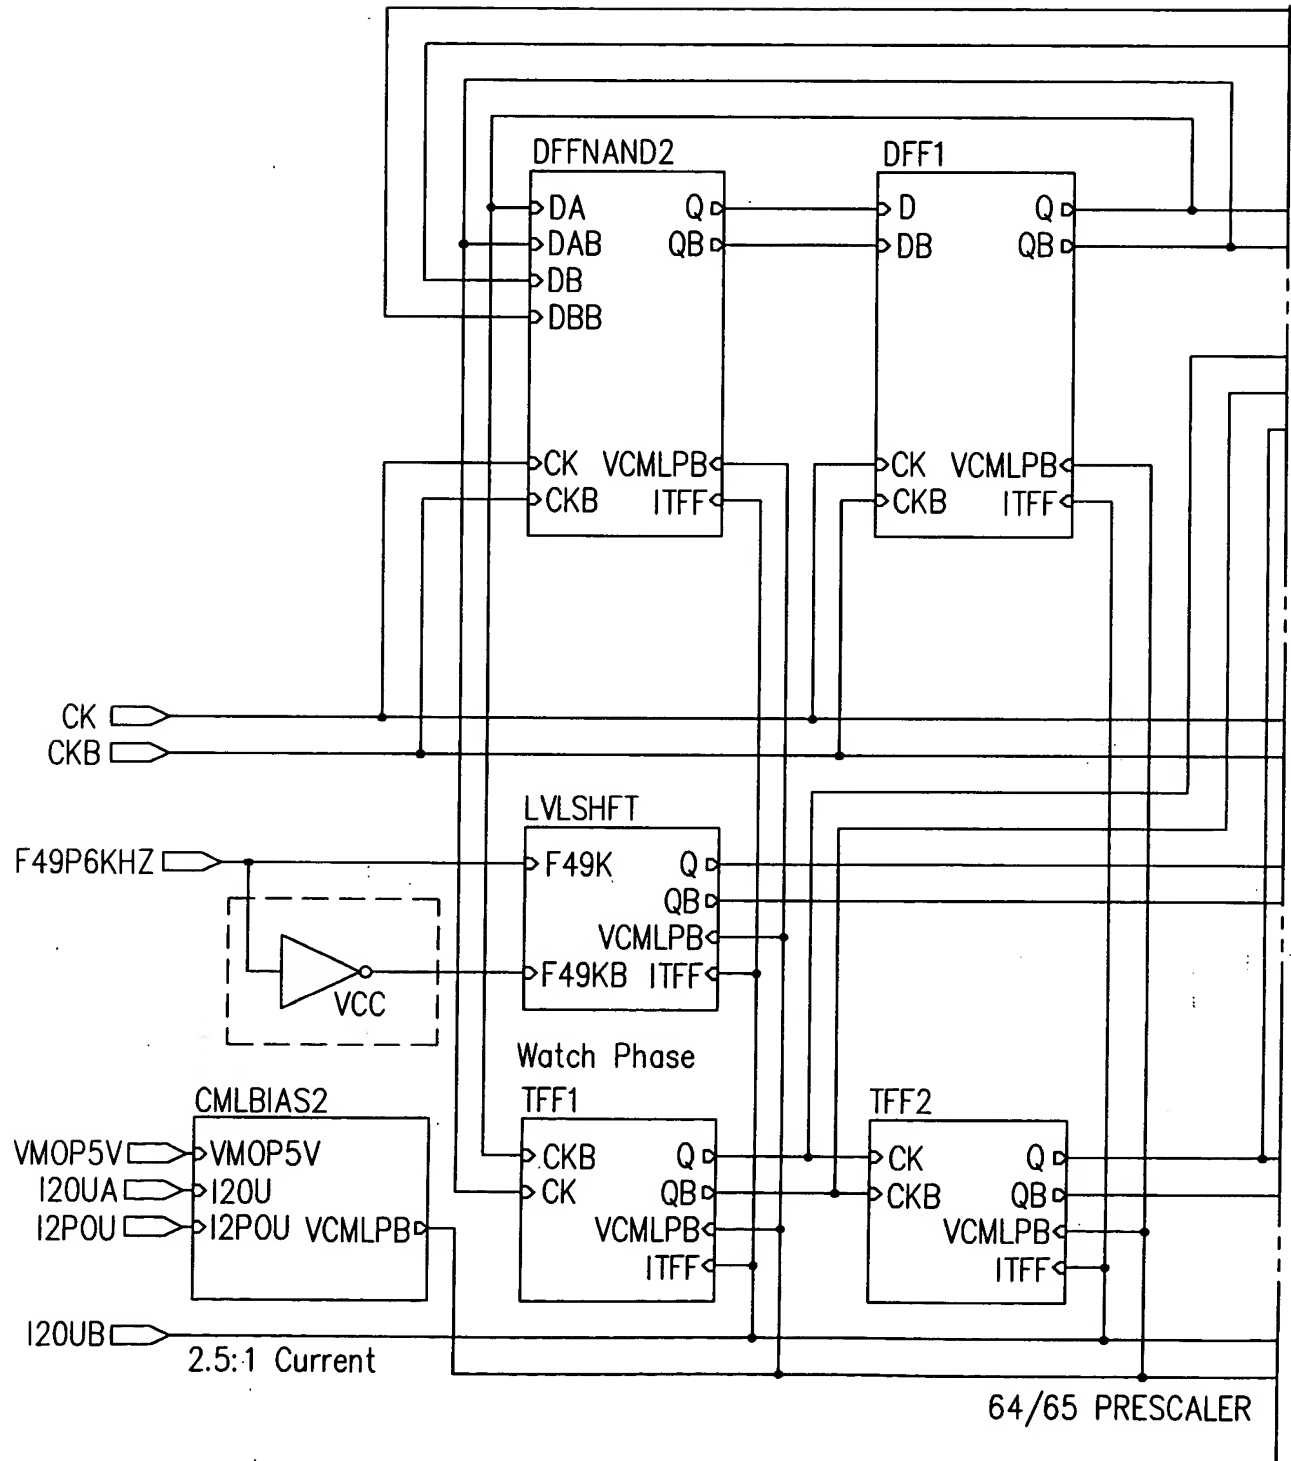 DFFNAND2
DFF1
DA
Q
D
Q
DAB
QB
DB
QB
DB
DBB
CK
VCMLPB
CK
VCMLPB
CKB
ITFF
CKB
ITFF
CK
CKB
LVLSHFT
F49P6KHZ
F49K
Q
QB
VCMLPB
F49KB
ITFF
VCC
Watch Phase
CMLBIAS2
TFF1
TFF2
VMOP5V
VMOP5V
CKB
Q
CK
Q
I20UA
I20U
CK
QB
CKB
QB
I2POU
I2POU
VCMLPB
VCMLPB
VCMLPB
ITFF
ITFF
I20UB
2.5:1 Current
64/65 PRESCALER